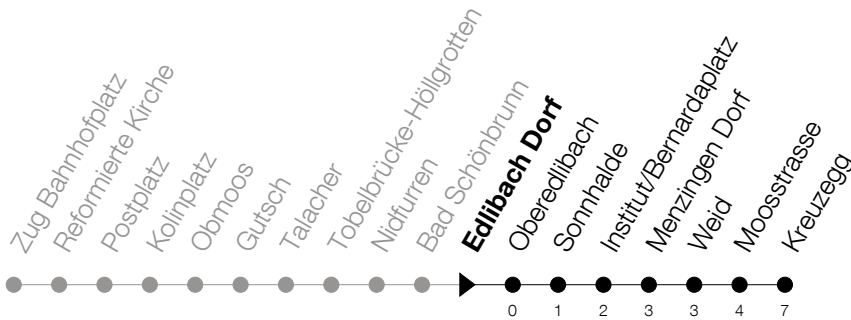 Zug Bahnhofplatz
Reformierte Kirche
Postplatz
Kolinplatz
Obmoos
Gutsch
Talacher
Tobelbrücke-Höllgrotten
Nidfurren
Bad Schönbrunn
Edlibach Dorf
Oberedlibach
Sonnhalde
Institut/Bernardaplatz
Menzingen Dorf
Weid
Moosstrasse
Kreuzegg
0 1 2 3 3 4 7